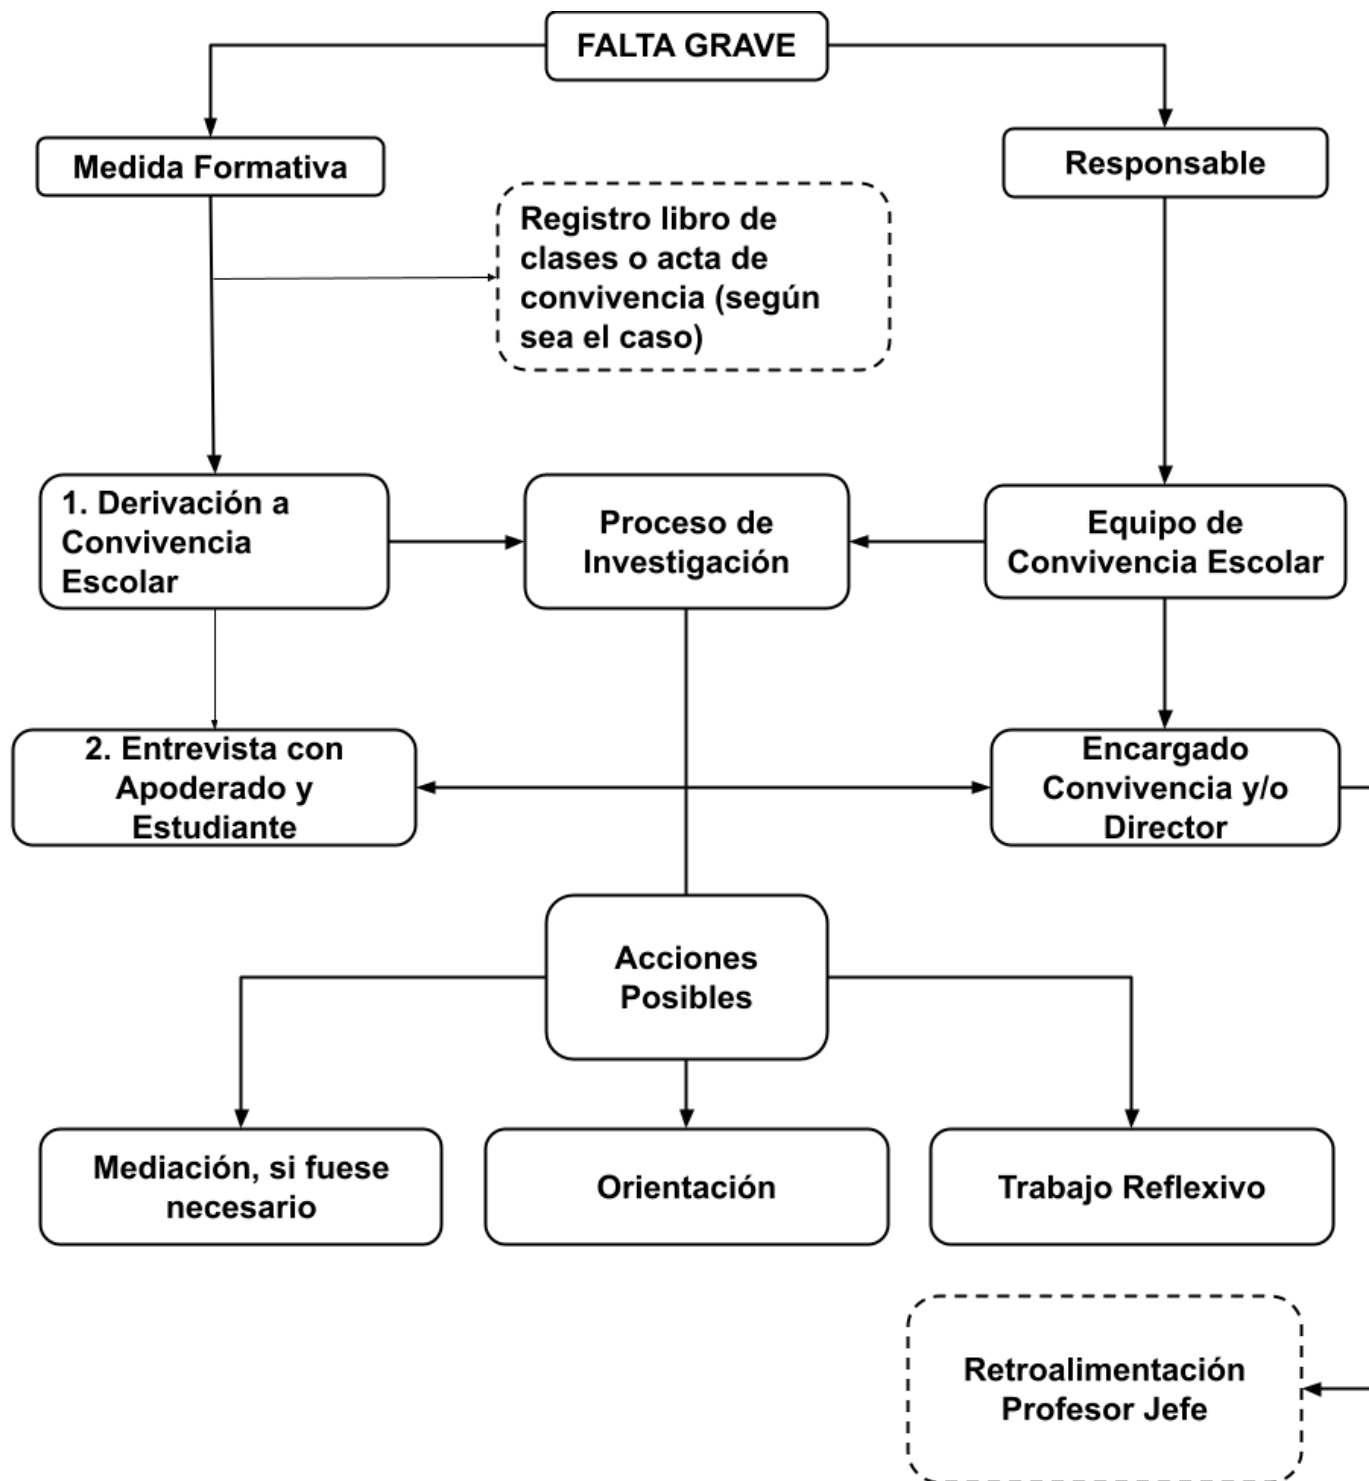 FALTA GRAVE
Medida Formativa
Responsable
Registro libro de
clases o acta de
convivencia (según
sea el caso)
1. Derivación a
Convivencia
Escolar
Proceso de
Investigación
Equipo de
Convivencia Escolar
2. Entrevista con
Apoderado y
Estudiante
Encargado
Convivencia y/o
Director
Acciones
Posibles
Mediación, si fuese
necesario
Orientación
Trabajo Reflexivo
Retroalimentación
Profesor Jefe